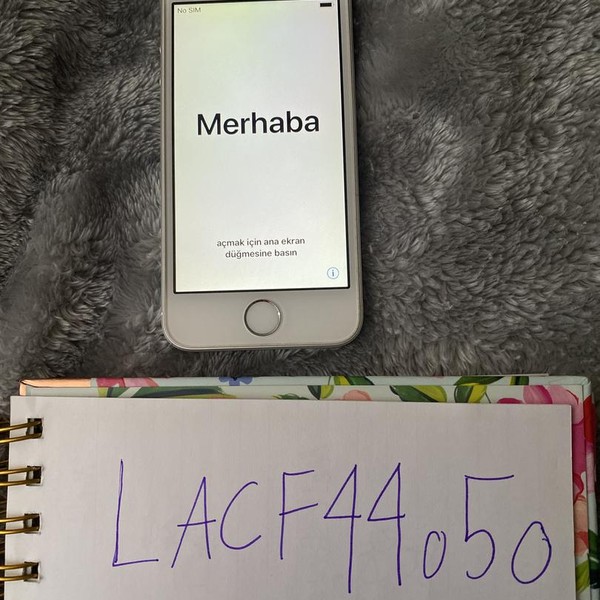 No SIM
Merhaba
açmak için ana ekran
düğmesine basın
LACF44050